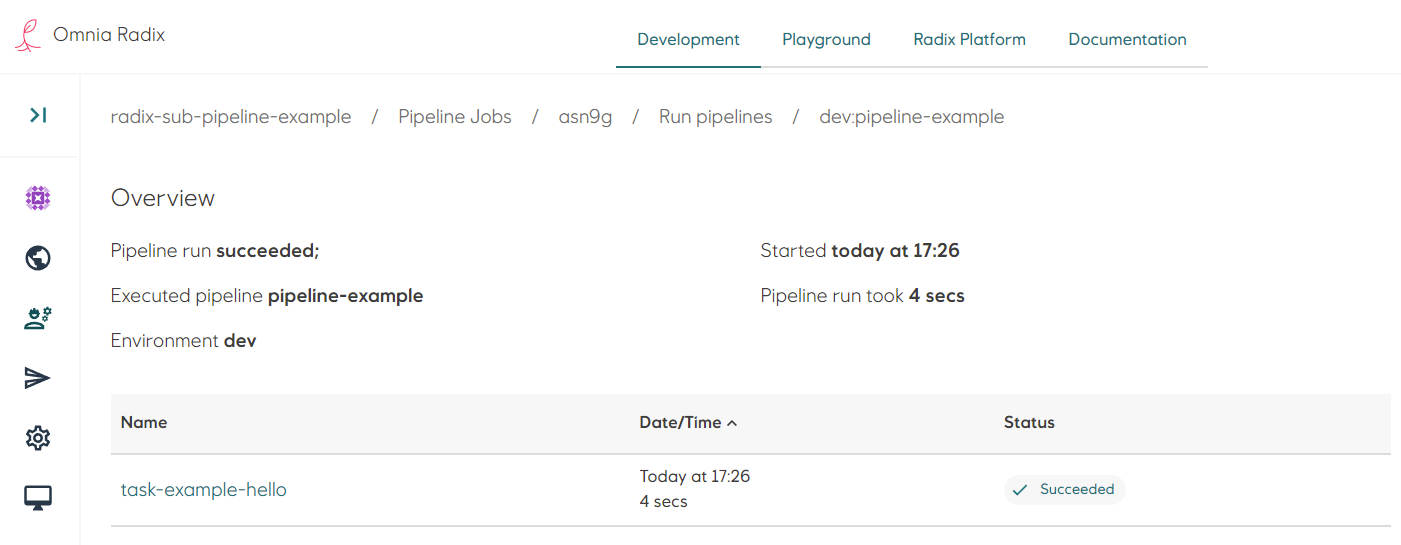 Omnia Radix
Development Playground Radix Platform Documentation
radix-sub-pipeline-example / Pipeline Jobs / asn9g / Run pipelines / dev:pipeline-example
Overview
Pipeline run succeeded; Started today at 17:26
Executed pipeline pipeline-example Pipeline run took 4 secs
Environment dev
Name Date/Time Status
task-example-hello Today at 17:26 Succeeded
4 secs